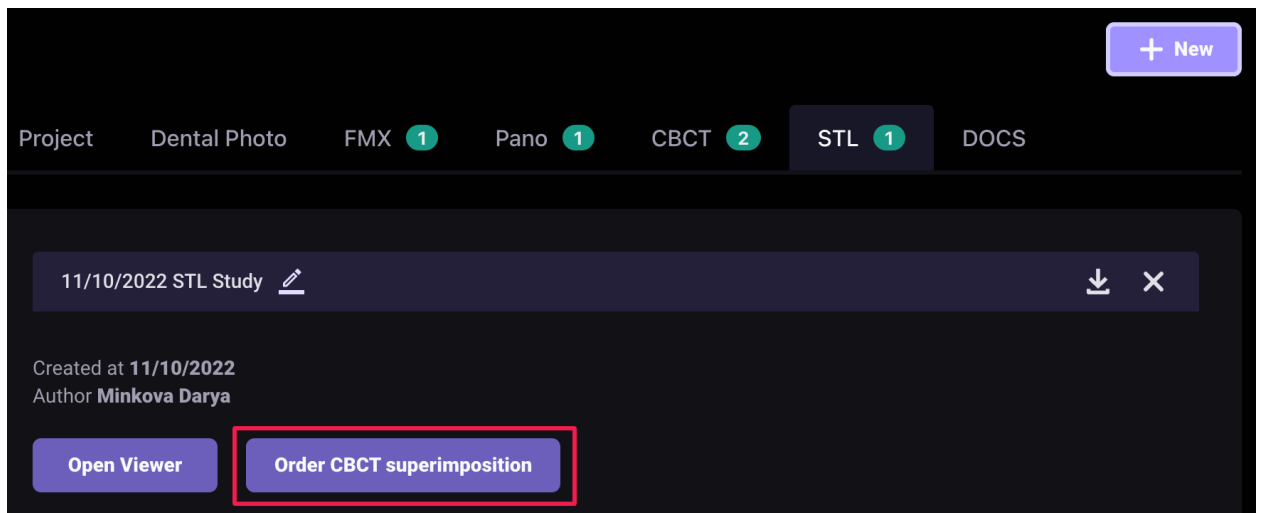 + New
Project Dental Photo FMX 1 Pano 1 CBCT 2 STL 1 DOCS
11/10/2022 STL Study
Created at 11/10/2022
Author Minkova Darya
Open Viewer Order CBCT superimposition